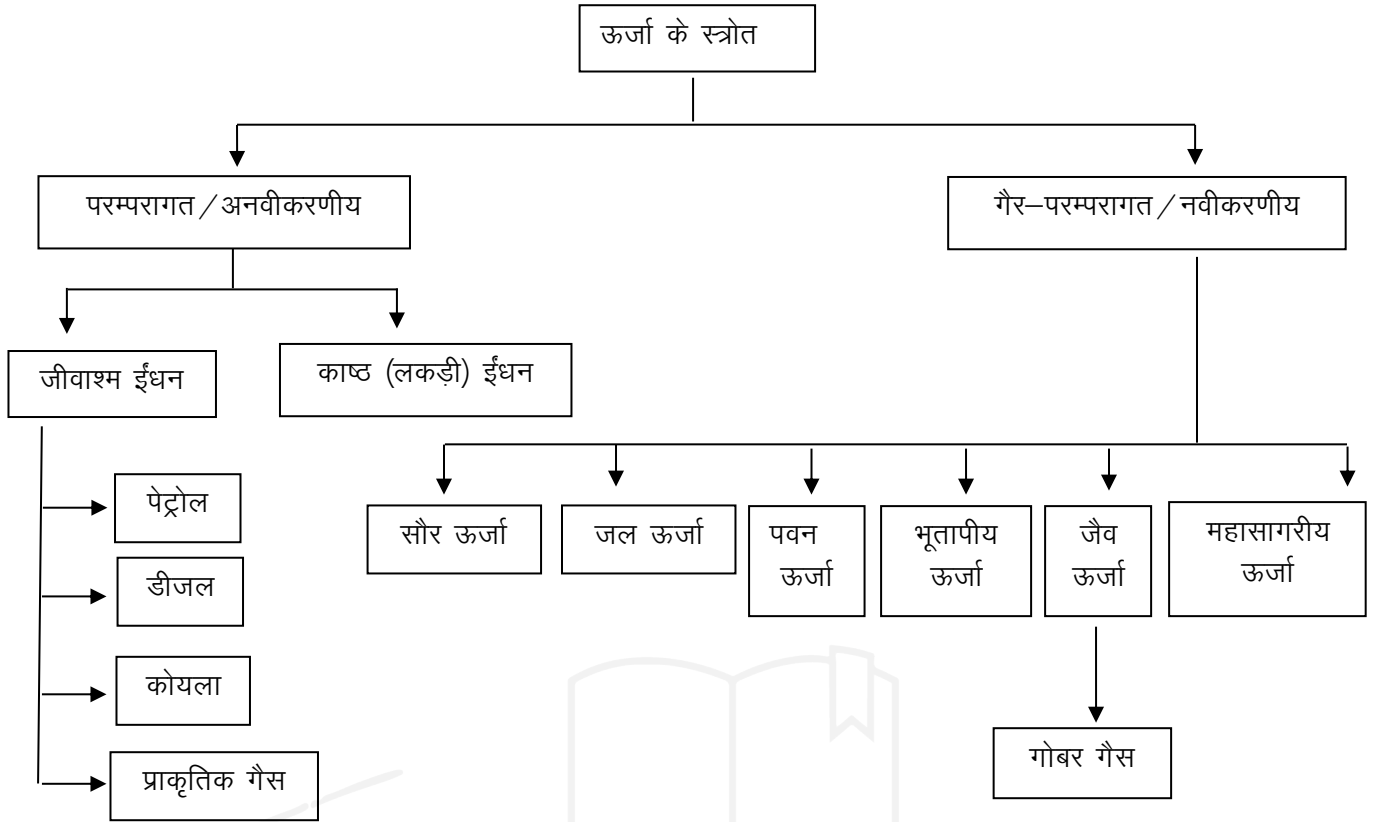 ऊर्जा के स्त्रोत
परम्परागत/अनवीकरणीय
गैर–परम्परागत/नवीकरणीय
जीवाश्म ईंधन
काष्ठ (लकड़ी) ईंधन
पेट्रोल
डीजल
कोयला
प्राकृतिक गैस
सौर ऊर्जा
जल ऊर्जा
पवन
ऊर्जा
भूतापीय
ऊर्जा
जैव
ऊर्जा
महासागरीय
ऊर्जा
गोबर गैस